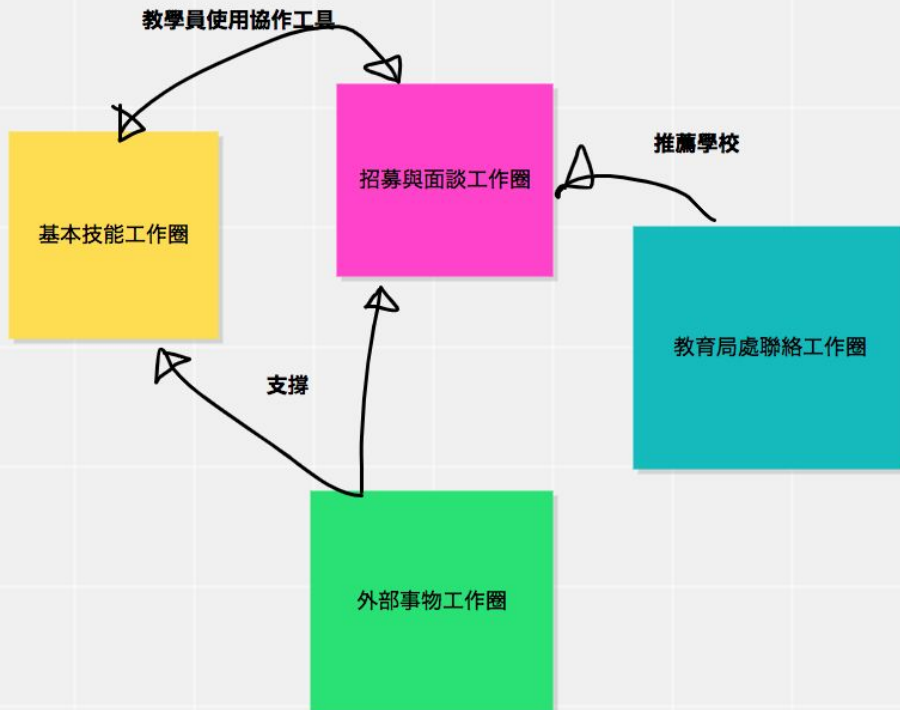 教學員使用協作工具
推薦學校
招募與面談工作圈
基本技能工作圈
教育局處聯絡工作圈
支撐
外部事物工作圈